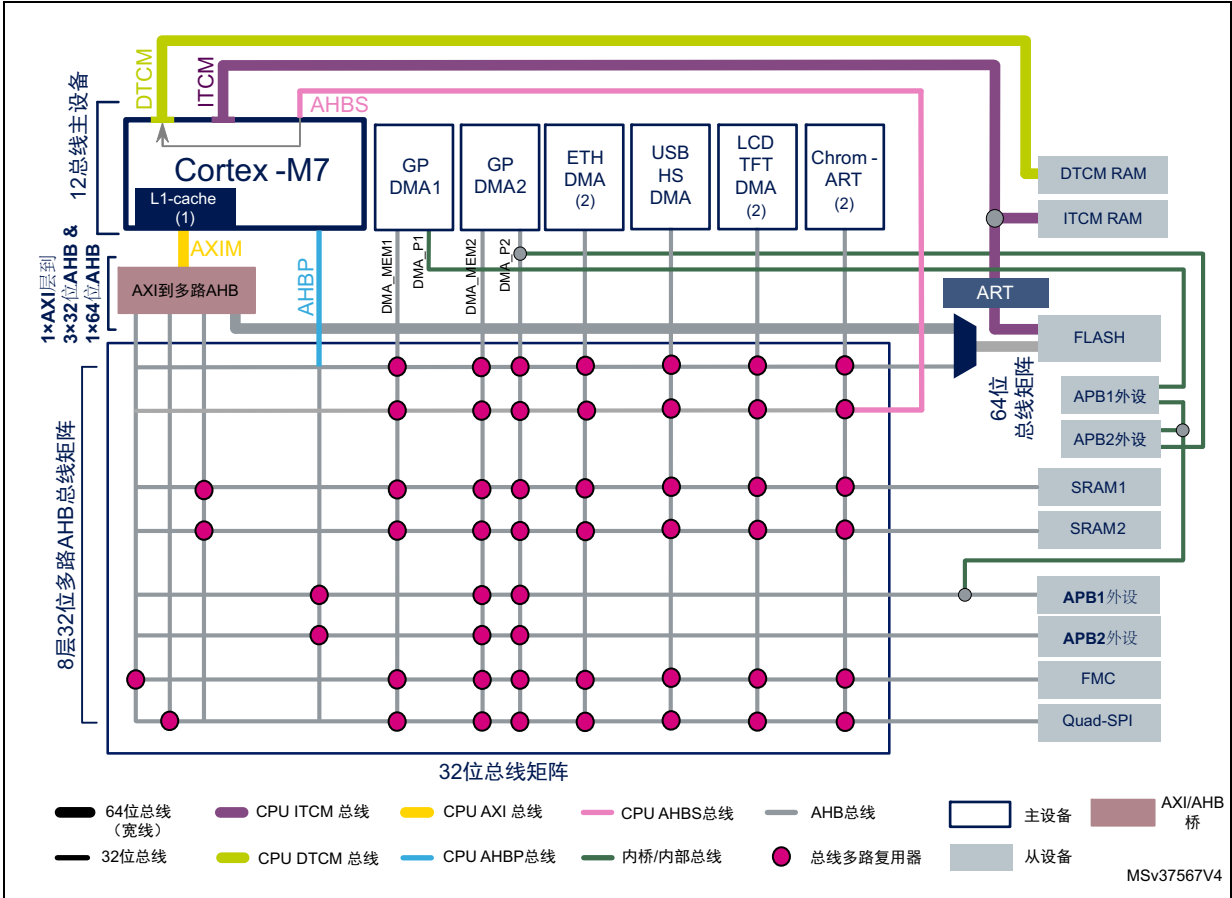 DTCM
ITCM
AHBS
12总线主设备
Cortex -M7
L1-cache
(1)
GP
DMA1
GP
DMA2
ETH
DMA
(2)
USB
HS
DMA
LCD
TFT
DMA
(2)
Chrom -
ART
(2)
DTCM RAM
ITCM RAM
AXIM
AHBP
DMA_MEM1
DMA_P1
DMA_MEM2
DMA_P2
1×AXI层到
3×32位AHB &
1×64位AHB
AXI到多路AHB
ART
FLASH
64位
总线矩阵
APB1外设
APB2外设
8层32位多路AHB总线矩阵
SRAM1
SRAM2
APB1外设
APB2外设
FMC
Quad-SPI
32位总线矩阵
64位总线
（宽线）
CPU ITCM 总线
CPU AXI 总线
CPU AHBS总线
AHB总线
主设备
AXI/AHB
桥
32位总线
CPU DTCM 总线
CPU AHBP总线
内桥/内部总线
总线多路复用器
从设备
MSv37567V4